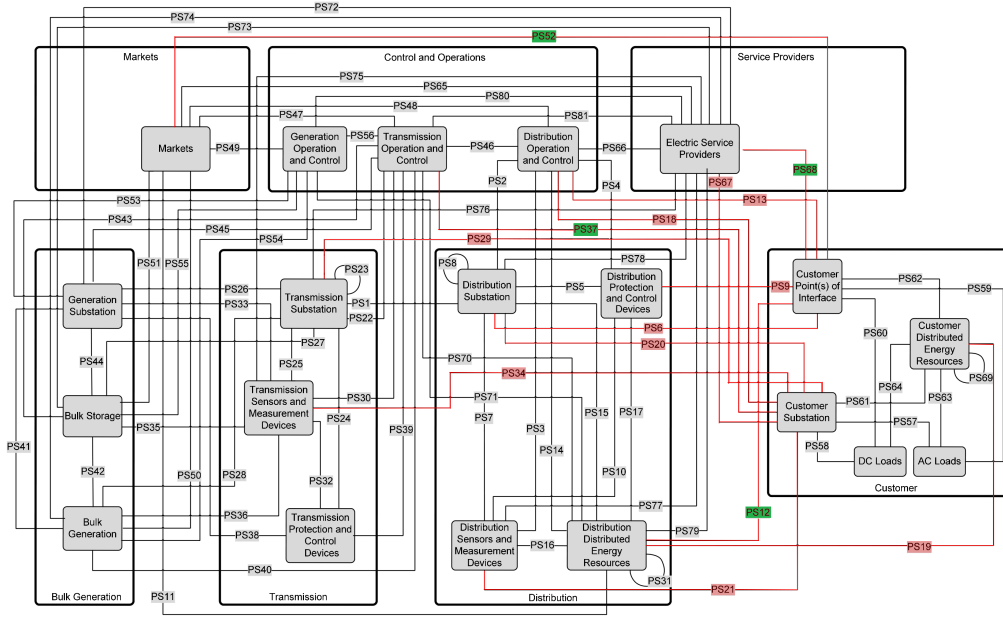 PS72
PS74
PS73
PS52
Markets
Control and Operations
Service Providers
PS75
PS65
PS80
PS47
PS48
PS81
Markets
PS49
Generation
Operation
and Control
PS56
Transmission
Operation and
Control
PS46
Distribution
Operation
and Control
PS66
Electric Service
Providers
PS68
PS2
PS4
PS67
PS53
PS43
PS45
PS54
PS51
PS55
PS76
PS29
PS37
PS18
PS13
PS8
PS78
PS23
PS26
PS33
Generation
Substation
Transmission
Substation
PS1
PS22
Distribution
Substation
PS5
Distribution
Protection
and Control
Devices
PS9
Customer
Point(s) of
Interface
PS62
PS59
PS6
PS20
PS60
Customer
Distributed
Energy
Resources
PS27
PS25
PS44
PS70
PS34
PS69
PS64
PS63
Bulk Storage
Transmission
Sensors and
Measurement
Devices
PS30
PS71
PS15
PS17
PS7
Customer
Substation
PS61
PS57
PS35
PS24
PS39
PS3
PS14
PS58
PS41
PS42
PS50
PS28
PS32
PS10
DC Loads
AC Loads
Customer
PS77
PS12
Bulk
Generation
PS36
PS38
Transmission
Protection and
Control
Devices
Distribution
Sensors and
Measurement
Devices
PS16
Distribution
Distributed
Energy
Resources
PS79
PS19
PS40
PS31
PS21
Bulk Generation
PS11
Transmission
Distribution